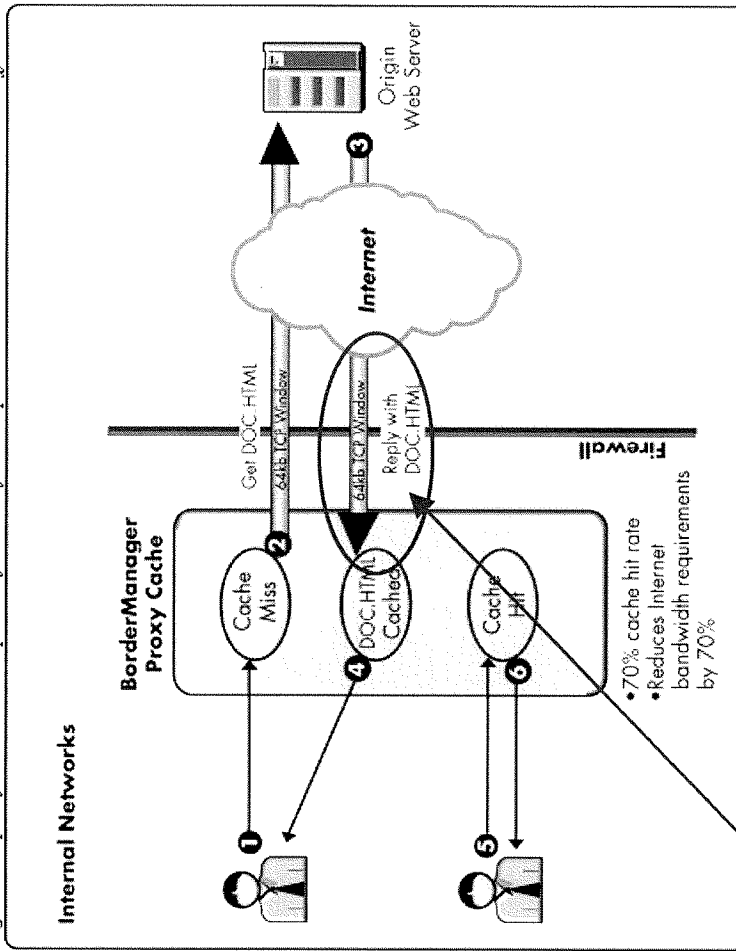 Internal Networks
BorderManager
Proxy Cache
1
Cache
Miss
2
Get DOC.HTML
64kb TCP Window
Origin
Web Server
Internet
3
64kb TCP Window
Reply with
DOC.HTML
DOC.HTML
Cached
4
5
Cache
Hit
6
Firewall
•70% cache hit rate
•Reduces Internet
bandwidth requirements
by 70%